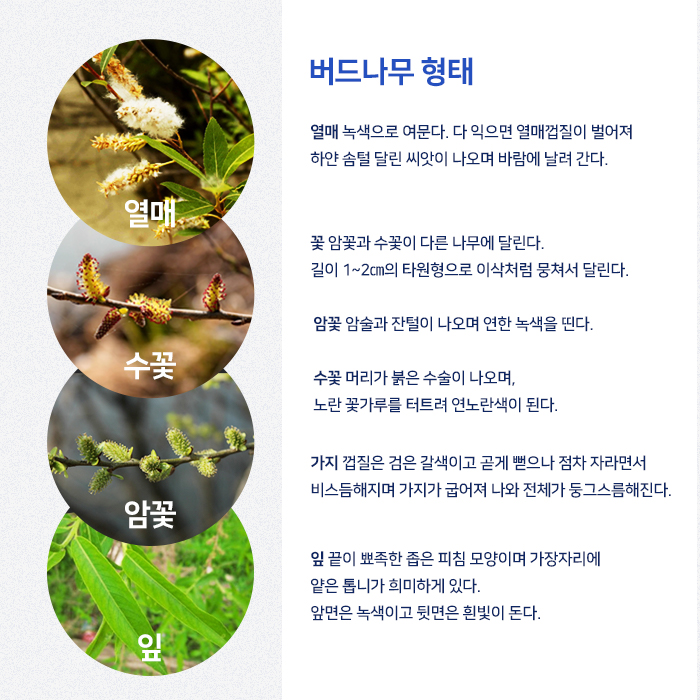 버드나무 형태
열매 녹색으로 여문다. 다 익으면 열매껍질이 벌어져
하얀 솜털 달린 씨앗이 나오며 바람에 날려 간다.
꽃 암꽃과 수꽃이 다른 나무에 달린다.
길이 1~2㎝의 타원형으로 이삭처럼 뭉쳐서 달린다.
암꽃 암술과 잔털이 나오며 연한 녹색을 띤다.
수꽃 머리가 붉은 수술이 나오며,
노란 꽃가루를 터트려 연노란색이 된다.
가지 껍질은 검은 갈색이고 곧게 뻗으나 점차 자라면서
비스듬해지며 가지가 굽어져 나와 전체가 둥그스름해진다.
잎 끝이 뾰족한 좁은 피침 모양이며 가장자리에
얕은 톱니가 희미하게 있다.
앞면은 녹색이고 뒷면은 흰빛이 돈다.
열매
수꽃
암꽃
잎